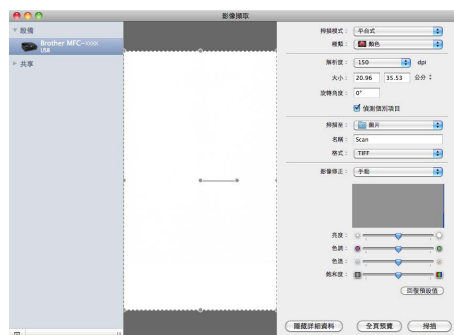 影像擷取
設備
Brother MFC-xxxx
USB
共享
掃描模式： 平台式
種類： 顏色
解析度： 150 dpi
大小： 20.96 35.53 公分
旋轉角度： 0°
偵測個別項目
掃描至： 圖片
名稱： Scan
格式： TIFF
影像修正： 手動
亮度：
色調：
色溫：
飽和度：
回復預設值
隱藏詳細資料 全頁預覽 掃描